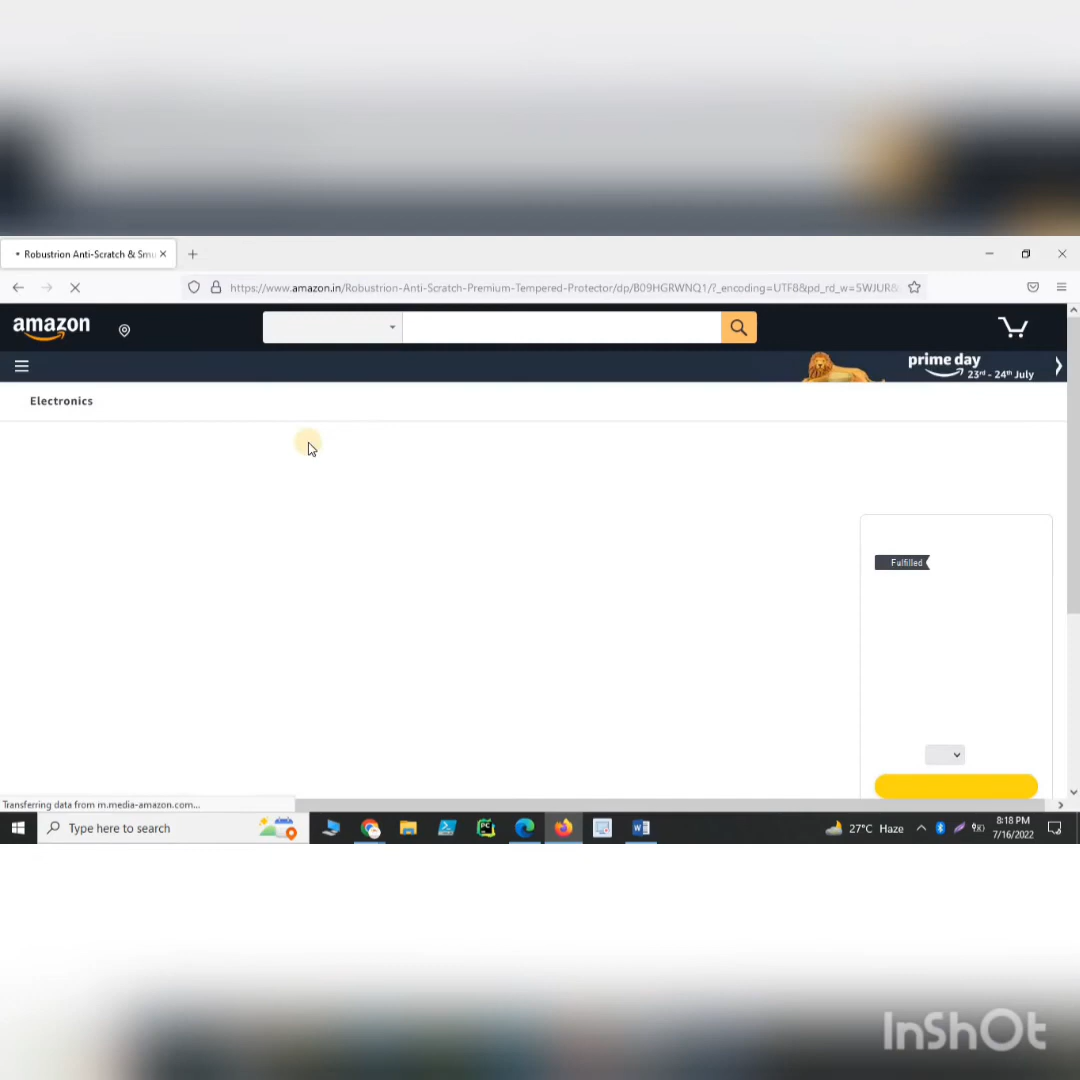 Robustrion Anti-Scratch & Smu
https://www.amazon.in/Robustrion-Anti-Scratch-Premium-Tempered-Protector/dp/B09HGRWNQ1/?_encoding=UTF8&pd_rd_w=SWJUR&
amazon
prime day
23rd - 24th July
Electronics
Fulfilled
Transferring data from m.media-amazon.com...
Type here to search
27°C Haze
8:18 PM
7/16/2022
InShOt